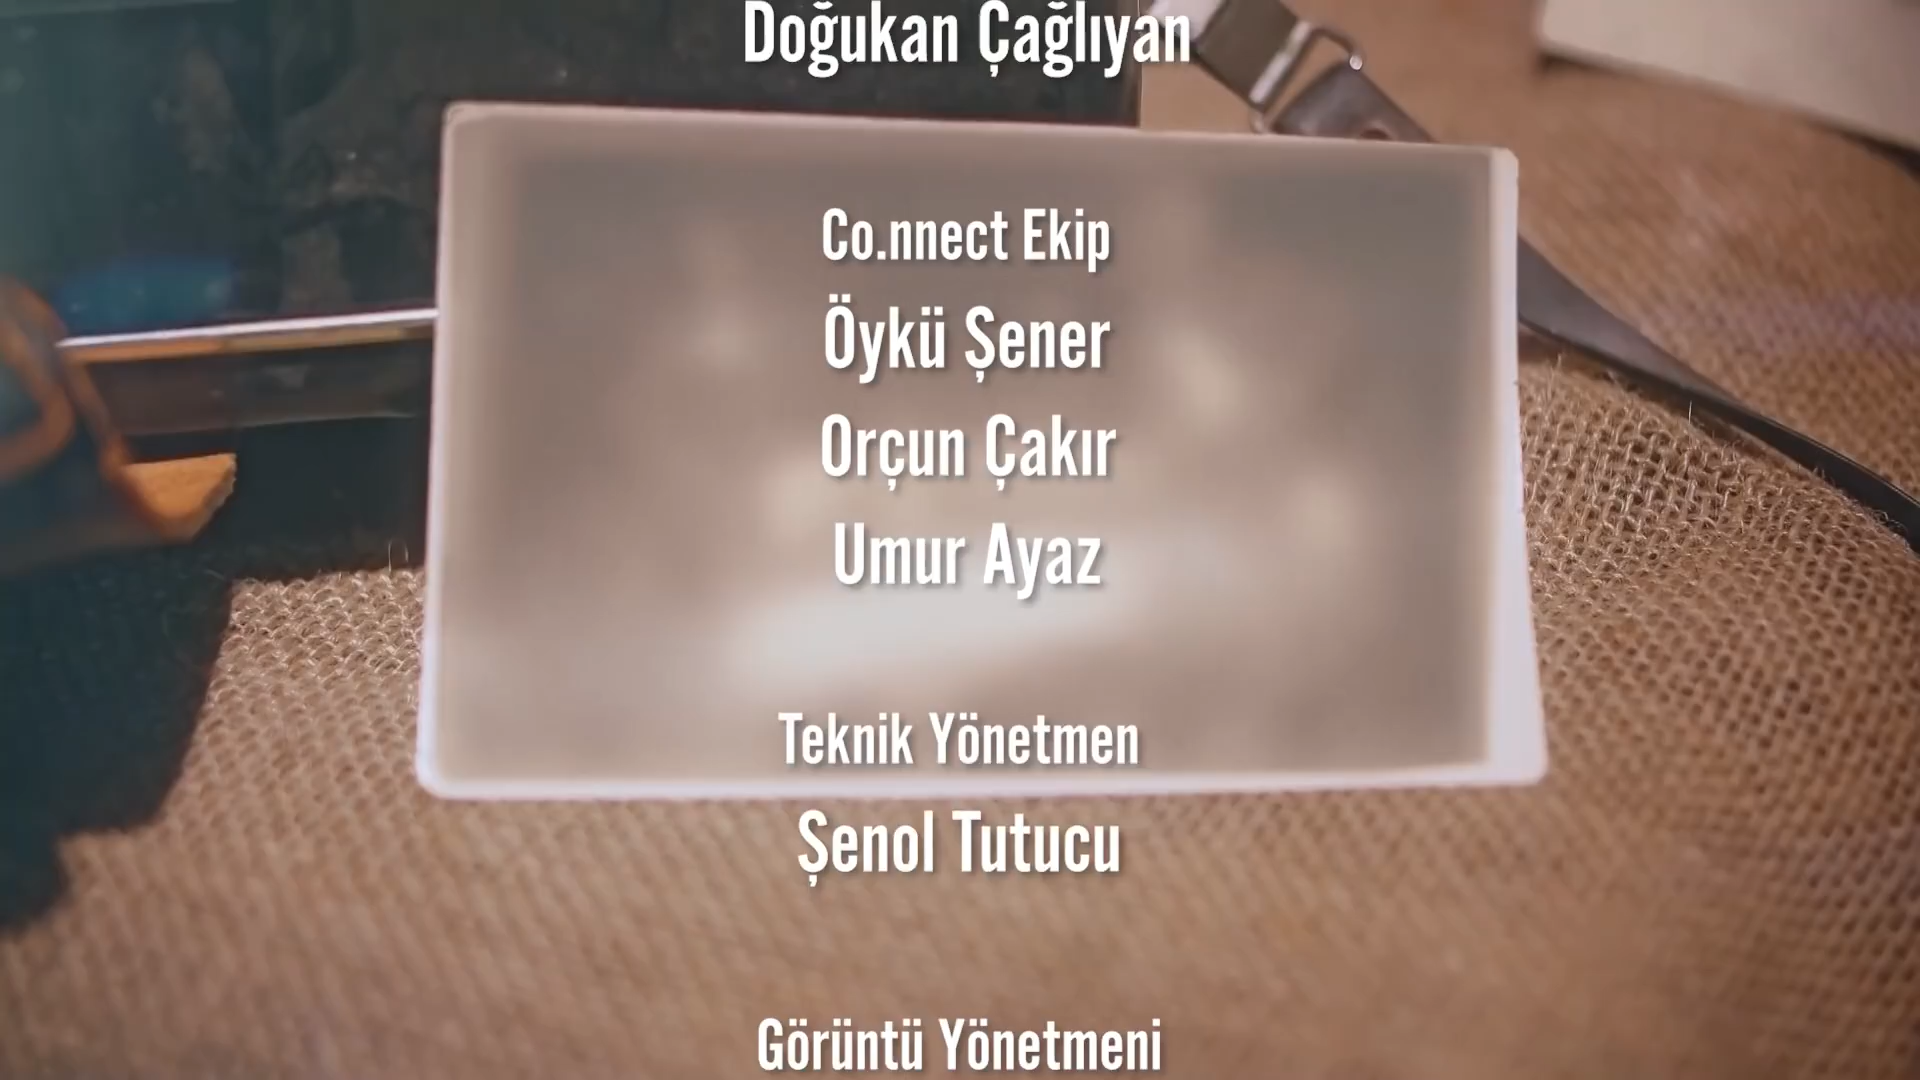 Doğukan Çağlıyan
Co.nnect Ekip
Öykü Şener
Orçun Çakır
Umur Ayaz
Teknik Yönetmen
Şenol Tutucu
Görüntü Yönetmeni